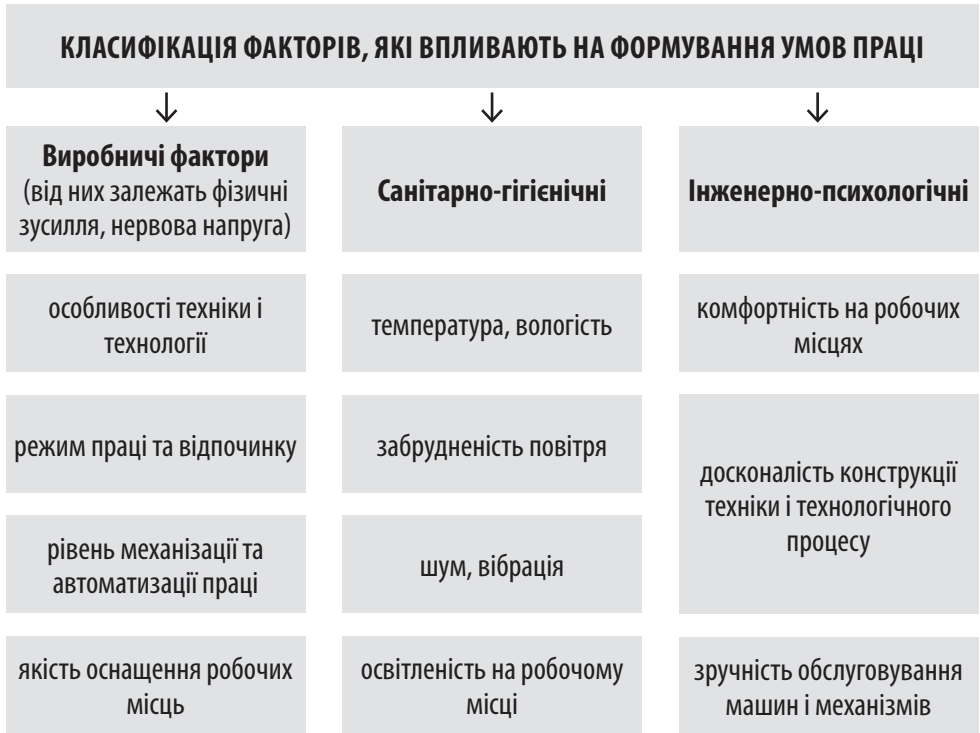 КЛАСИФІКАЦІЯ ФАКТОРІВ, ЯКІ ВПЛИВАЮТЬ НА ФОРМУВАННЯ УМОВ ПРАЦІ
Виробничі фактори
(від них залежать фізичні
зусилля, нервова напруга)
особливості техніки і
технології
режим праці та відпочинку
рівень механізації та
автоматизації праці
якість оснащення робочих
місць
Санітарно-гігієнічні
температура, вологість
забрудненість повітря
шум, вібрація
освітленість на робочому
місці
Інженерно-психологічні
комфортність на робочих
місцях
досконалість конструкції
техніки і технологічного
процесу
зручність обслуговування
машин і механізмів